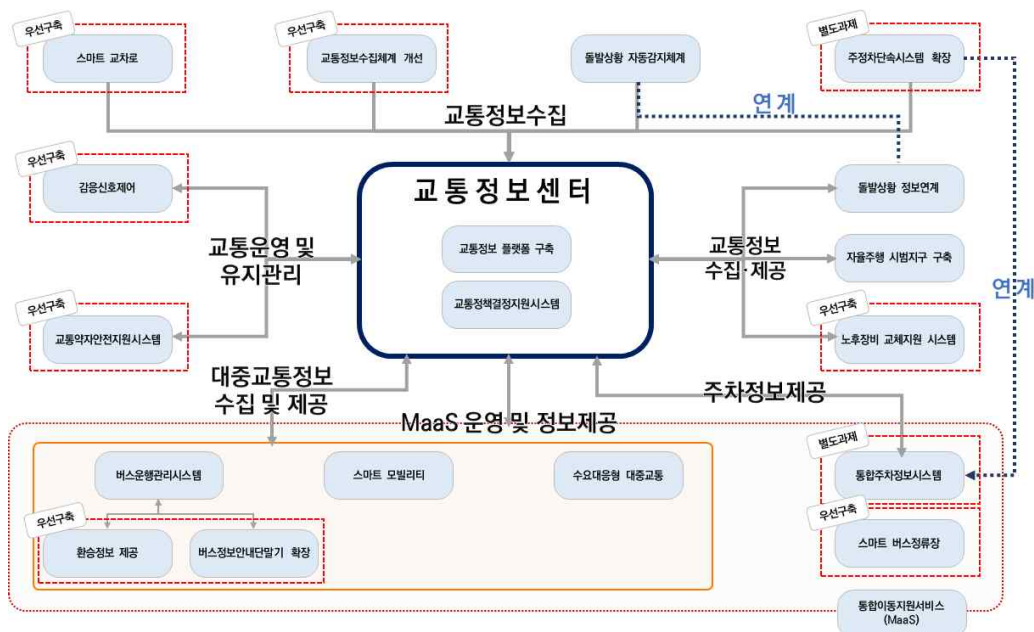 우선구축
스마트 교차로
우선구축
교통정보수집체계 개선
돌발상황 자동감지체계
별도과제
주정차단속시스템 확장
연계
교통정보수집
우선구축
감응신호제어
교통정보센터
돌발상황 정보연계
교통운영 및
유지관리
교통정보 플랫폼 구축
교통정책결정지원시스템
교통정보
수집·제공
자율주행 시범지구 구축
연계
우선구축
교통약자안전지원시스템
우선구축
노후장비 교체지원 시스템
대중교통정보
수집 및 제공
MaaS 운영 및 정보제공
주차정보제공
버스운행관리시스템
스마트 모빌리티
수요대응형 대중교통
별도과제
통합주차정보시스템
우선구축
환승정보 제공
버스정보안내단말기 확장
우선구축
스마트 버스정류장
통합이동지원서비스
(MaaS)